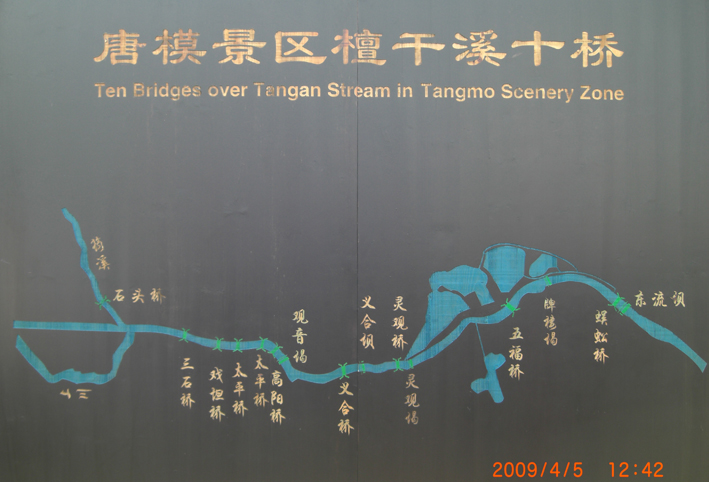 唐模景区檀干溪十桥
Ten Bridges over Tangan Stream in Tangmo Scenery Zone
石头桥
三石桥
戏坦桥
太平桥
太平桥
高阳桥
观音堨
义合桥
义合坝
灵观桥
灵观堨
五福桥
牌楼堨
蜈蚣桥
东流坝
2009/4/5 12:42